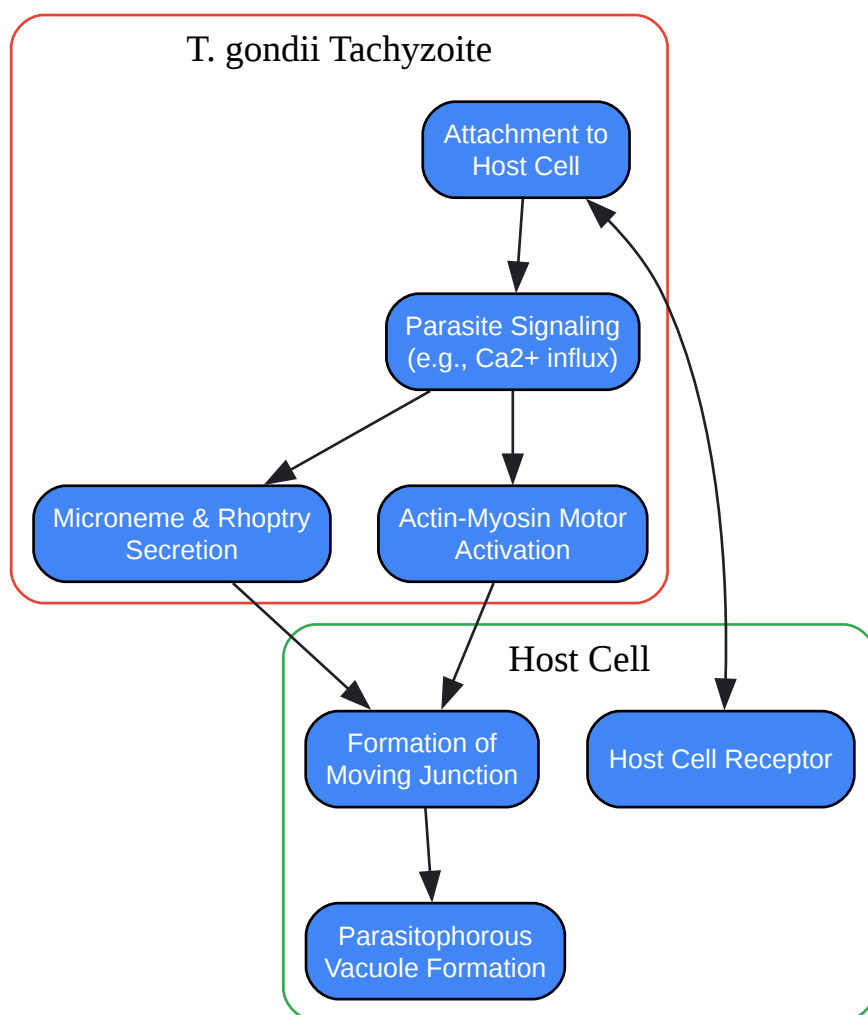 T. gondii Tachyzoite
Attachment to
Host Cell
Parasite Signaling
(e.g., Ca2+ influx)
Microneme & Rhoptry
Secretion
Actin-Myosin Motor
Activation
Host Cell
Formation of
Moving Junction
Host Cell Receptor
Parasitophorous
Vacuole Formation